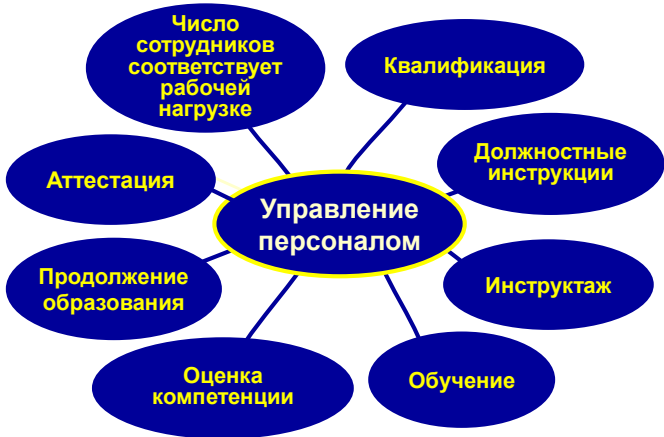 Число
сотрудников
соответствует
рабочей
нагрузке
Квалификация
Должностные
инструкции
Аттестация
Управление
персоналом
Продолжение
образования
Инструктаж
Оценка
компетенции
Обучение